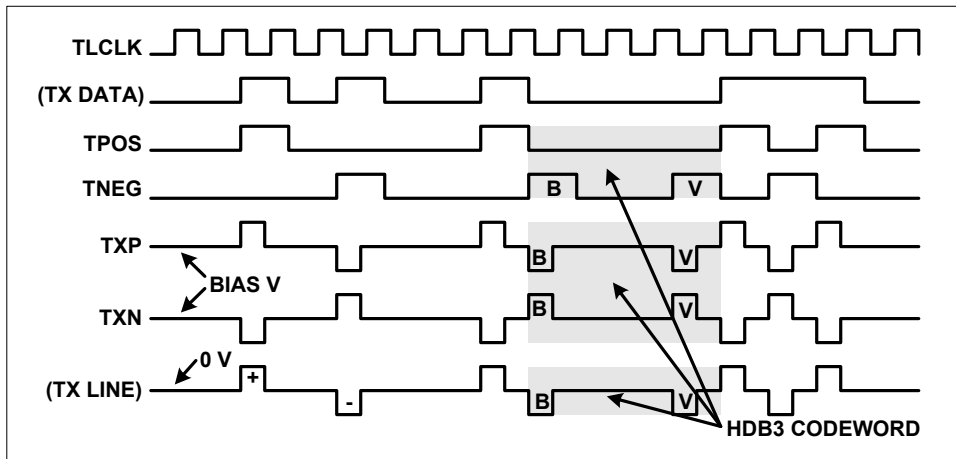 TLCLK
(TX DATA)
TPOS
TNEG
B
V
TXP
B
V
BIAS V
TXN
B
V
0 V
(TX LINE)
+
-
B
V
HDB3 CODEWORD